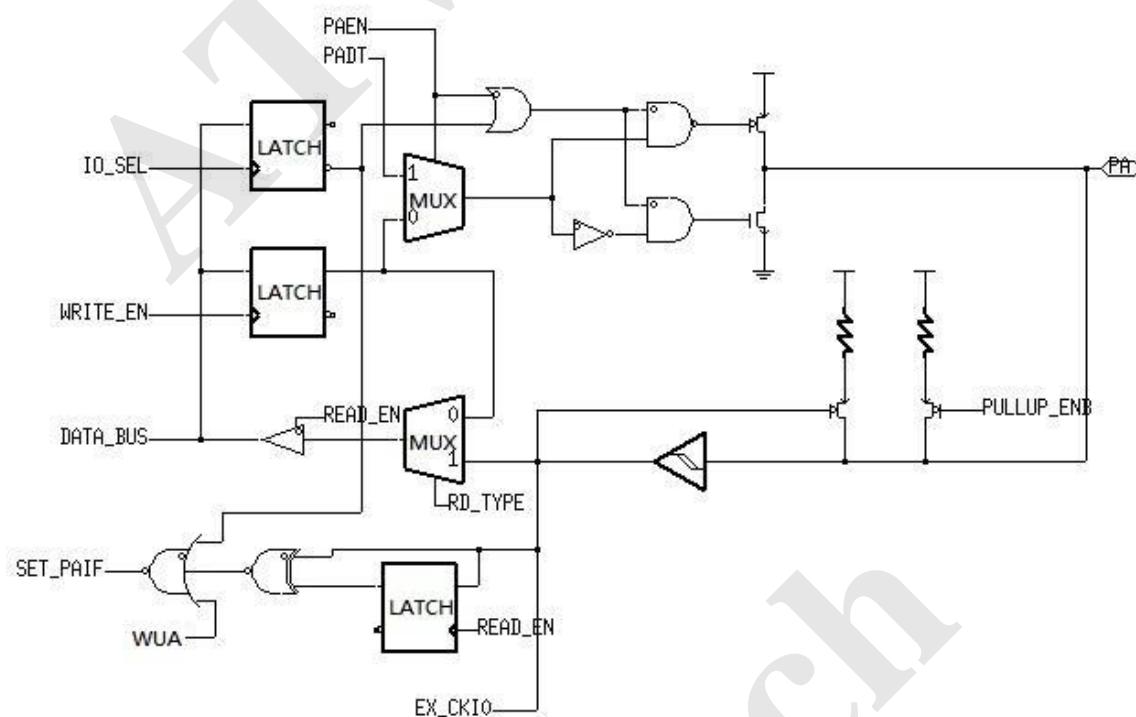 PAEN
PADT
LATCH
IO_SEL
1
MUX
0
PA
LATCH
WRITE_EN
READ_EN
0
PULLUP_ENB
DATA_BUS
MUX
1
RD_TYPE
SET_PAIF
LATCH
READ_EN
WUA
EX_CKIO